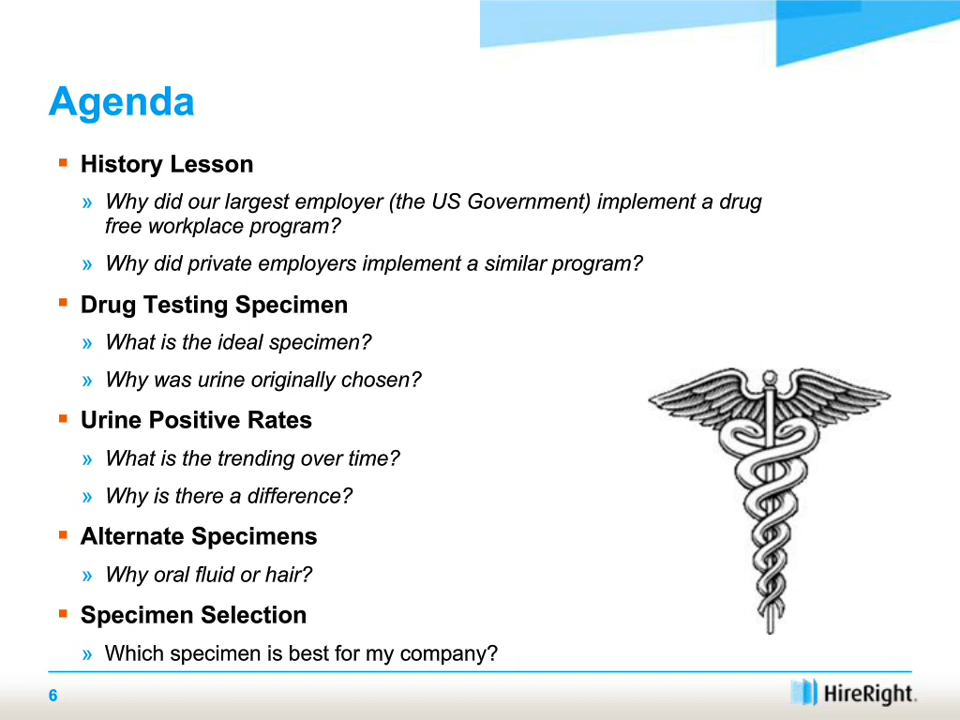 Agenda
▪ History Lesson
» Why did our largest employer (the US Government) implement a drug
free workplace program?
» Why did private employers implement a similar program?
▪ Drug Testing Specimen
» What is the ideal specimen?
» Why was urine originally chosen?
▪ Urine Positive Rates
» What is the trending over time?
» Why is there a difference?
▪ Alternate Specimens
» Why oral fluid or hair?
▪ Specimen Selection
» Which specimen is best for my company?
6
HireRight.